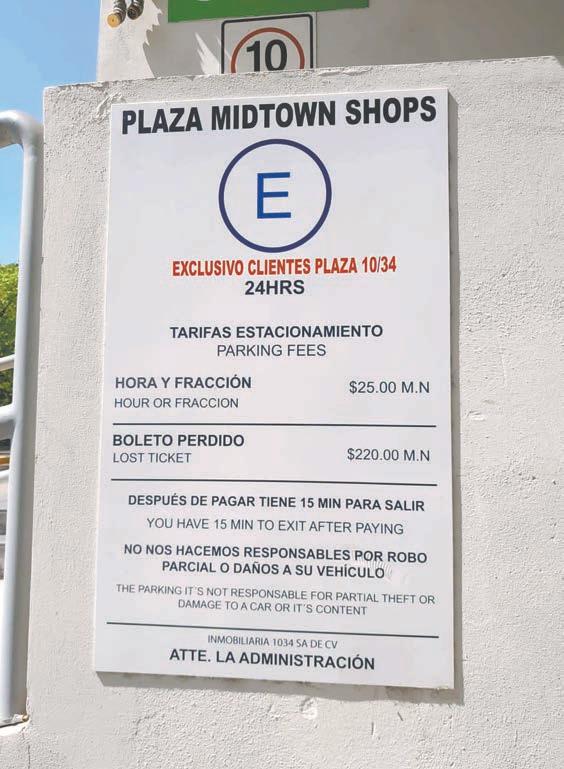 10
PLAZA MIDTOWN SHOPS
E
EXCLUSIVO CLIENTES PLAZA 10/34
24HRS
TARIFAS ESTACIONAMIENTO
PARKING FEES
HORA Y FRACCIÓN $25.00 M.N
HOUR OR FRACCION
BOLETO PERDIDO $220.00 M.N
LOST TICKET
DESPUÉS DE PAGAR TIENE 15 MIN PARA SALIR
YOU HAVE 15 MIN TO EXIT AFTER PAYING
NO NOS HACEMOS RESPONSABLES POR ROBO
PARCIAL O DAÑOS A SU VEHÍCULO
THE PARKING IT´S NOT RESPONSIBLE FOR PARTIAL THEFT OR
DAMAGE TO A CAR OR IT´S CONTENT
INMOBILIARIA 1034 SA DE CV
ATTE. LA ADMINISTRACIÓN